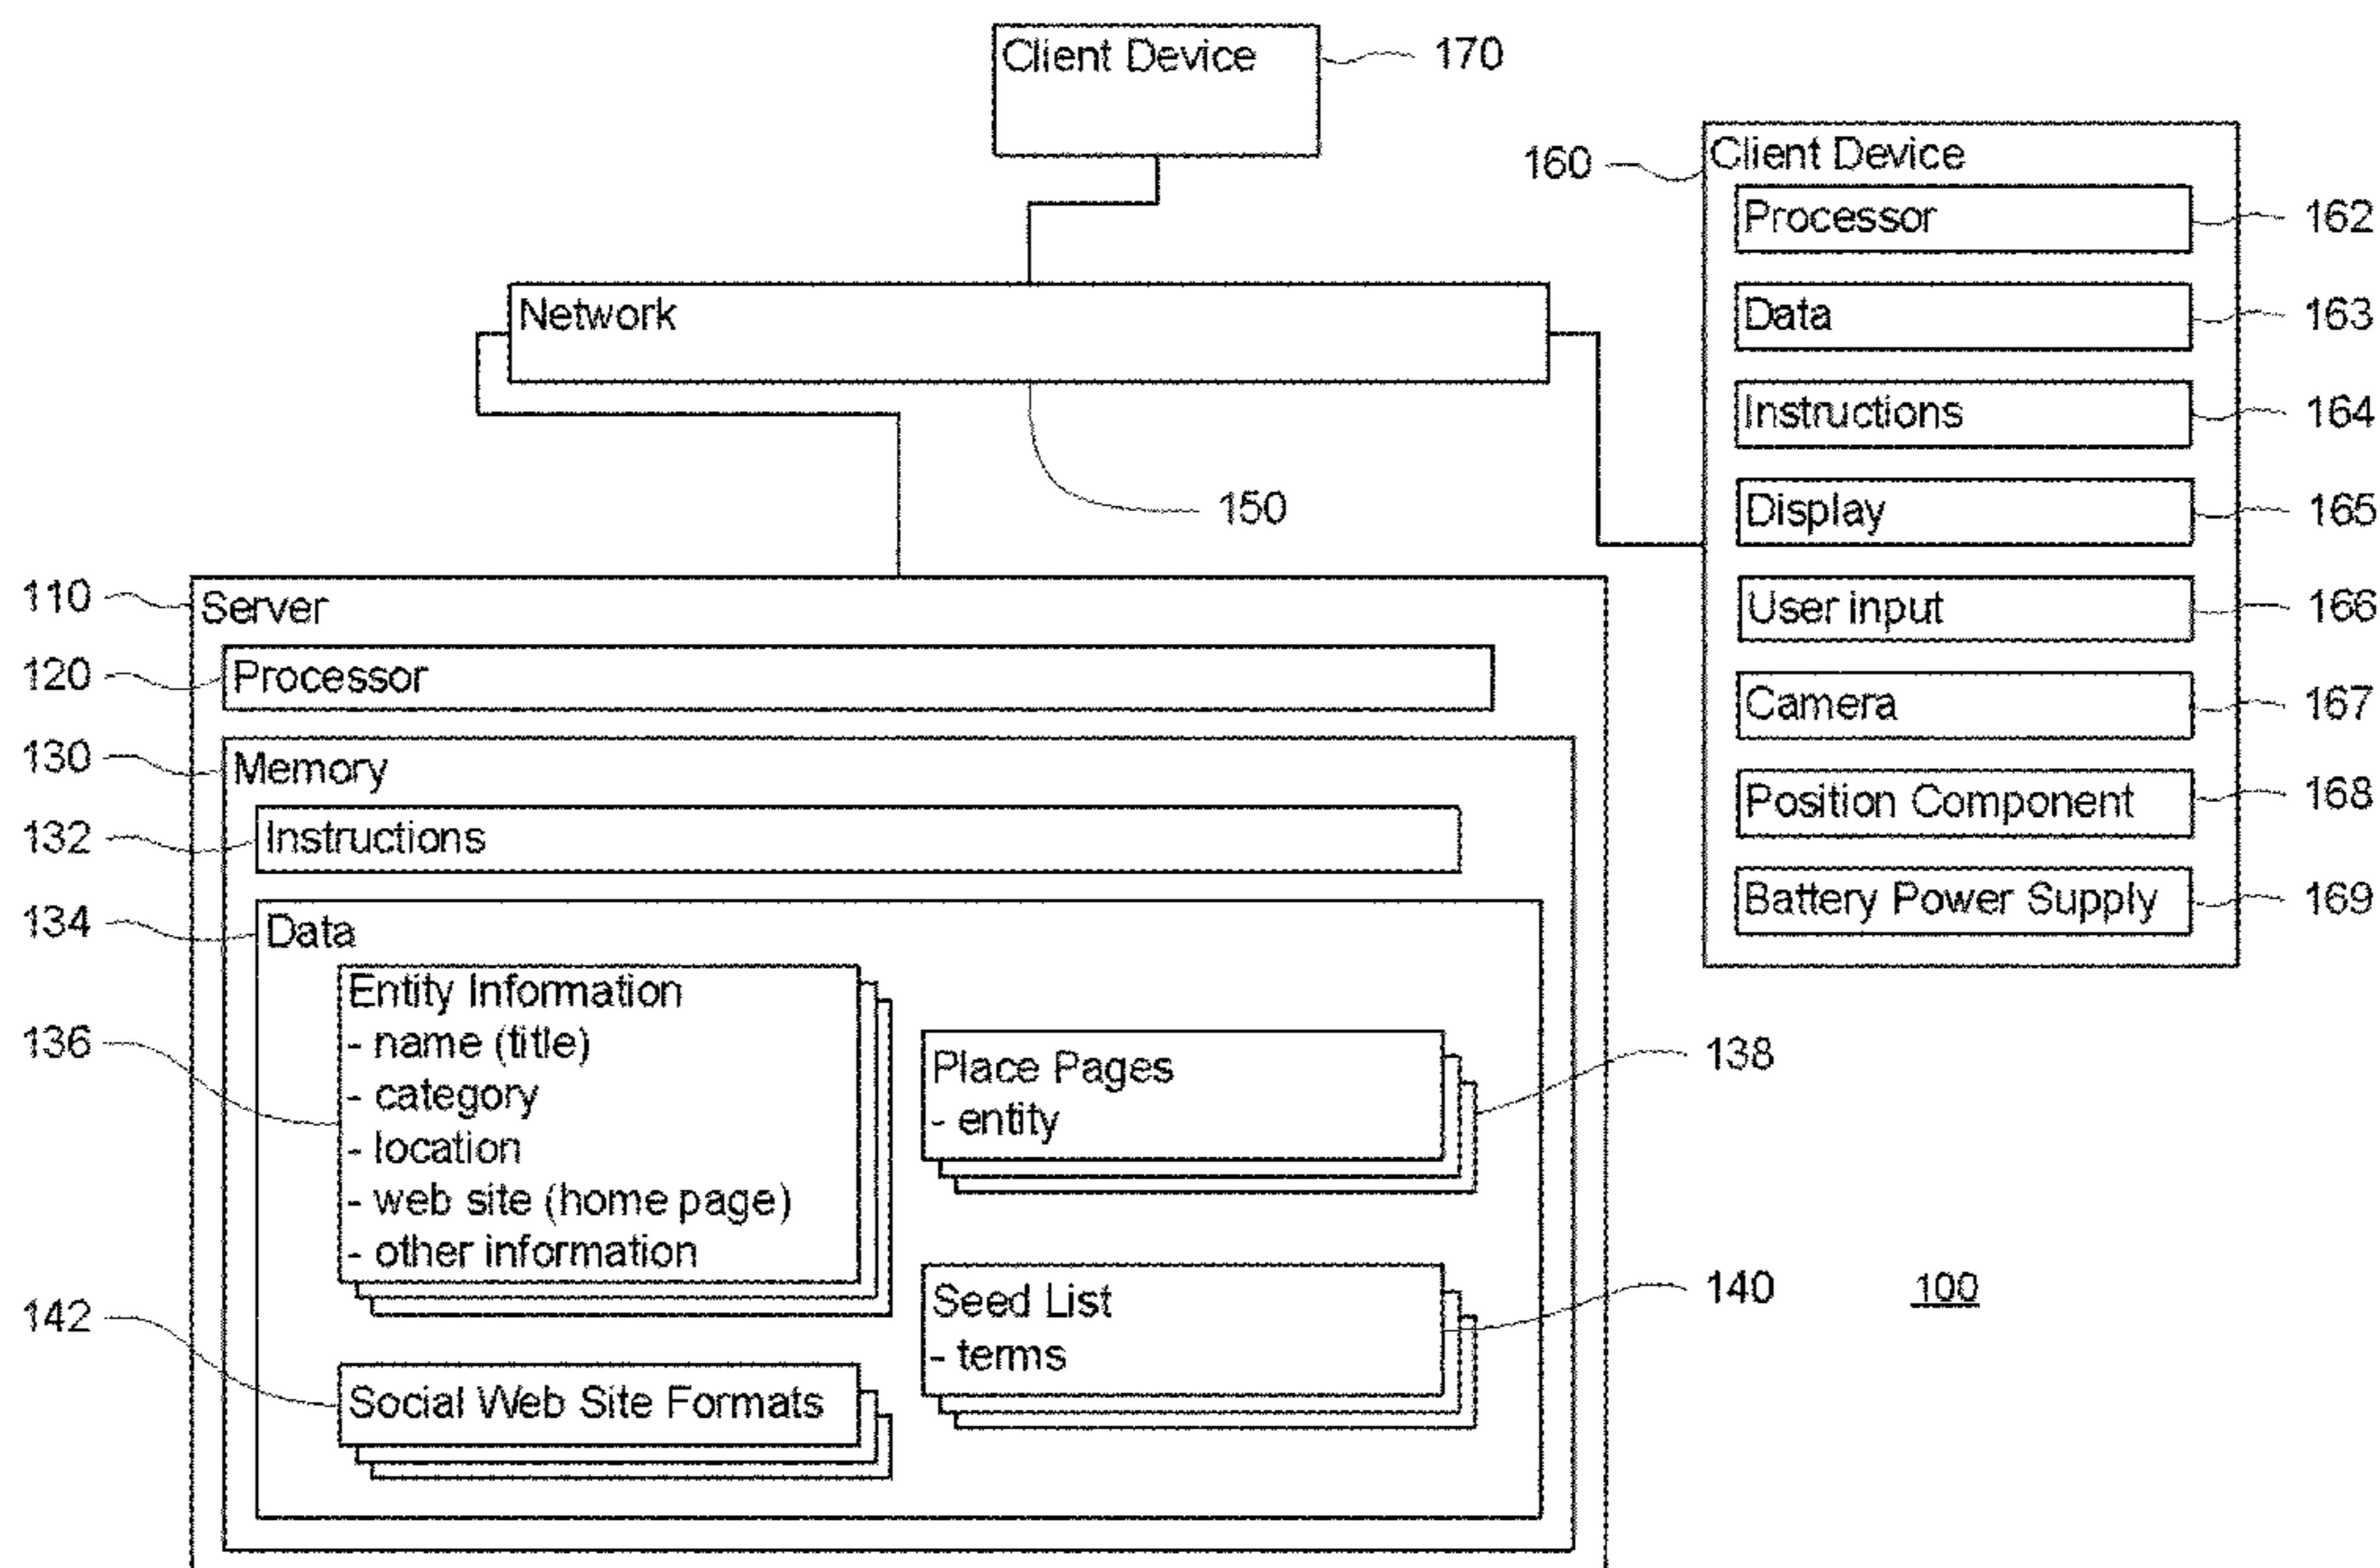 Client Device
170
160
Client Device
Processor
162
Data
163
Instructions
164
Display
165
User input
166
Camera
167
Position Component
168
Battery Power Supply
169
Network
150
110
Server
120
Processor
130
Memory
132
Instructions
134
Data
136
Entity Information
- name (title)
- category
- location
- web site (home page)
- other information
Place Pages
- entity
138
Seed List
- terms
140
142
Social Web Site Formats
100